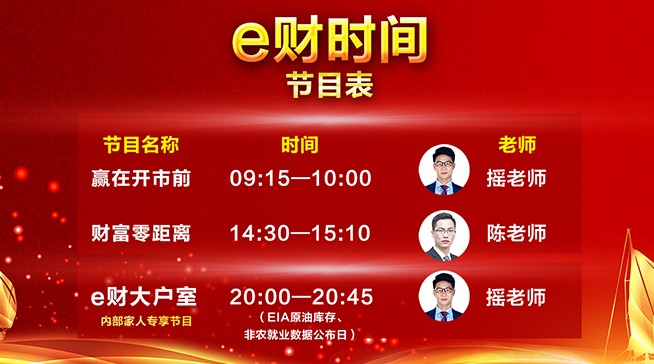 e财时间
节目表
节目名称 时间 老师
赢在开市前 09:15—10:00 摇老师
财富零距离 14:30—15:10 陈老师
e财大户室 20:00—20:45 摇老师
内部家人专享节目 （EIA原油库存、
非农就业数据公布日）